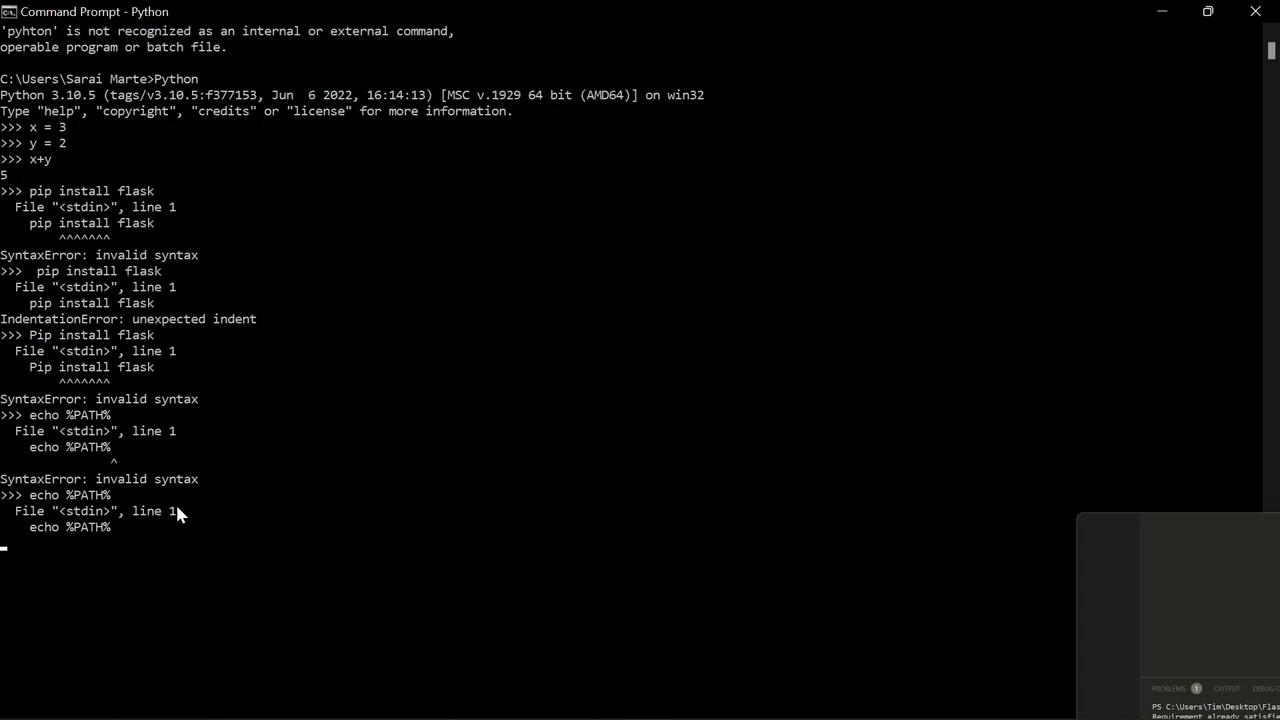 Command Prompt - Python
'pyhton' is not recognized as an internal or external command,
operable program or batch file.
C:\Users\Sarai Marte>Python
Python 3.10.5 (tags/v3.10.5:f377153, Jun  6 2022, 16:14:13) [MSC v.1929 64 bit (AMD64)] on win32
Type "help", "copyright", "credits" or "license" for more information.
>>> x = 3
>>> y = 2
>>> x+y
5
>>> pip install flask
  File "<stdin>", line 1
    pip install flask
        ^^^^^^^
SyntaxError: invalid syntax
>>>  pip install flask
  File "<stdin>", line 1
    pip install flask
IndentationError: unexpected indent
>>> Pip install flask
  File "<stdin>", line 1
    Pip install flask
        ^^^^^^^
SyntaxError: invalid syntax
>>> echo %PATH%
  File "<stdin>", line 1
    echo %PATH%
               ^
SyntaxError: invalid syntax
>>> echo %PATH%
  File "<stdin>", line 1
    echo %PATH%
PROBLEMS 1 OUTPUT DEBUG
PS C:\Users\Tim\Desktop\Flas
Requirement already satisfie